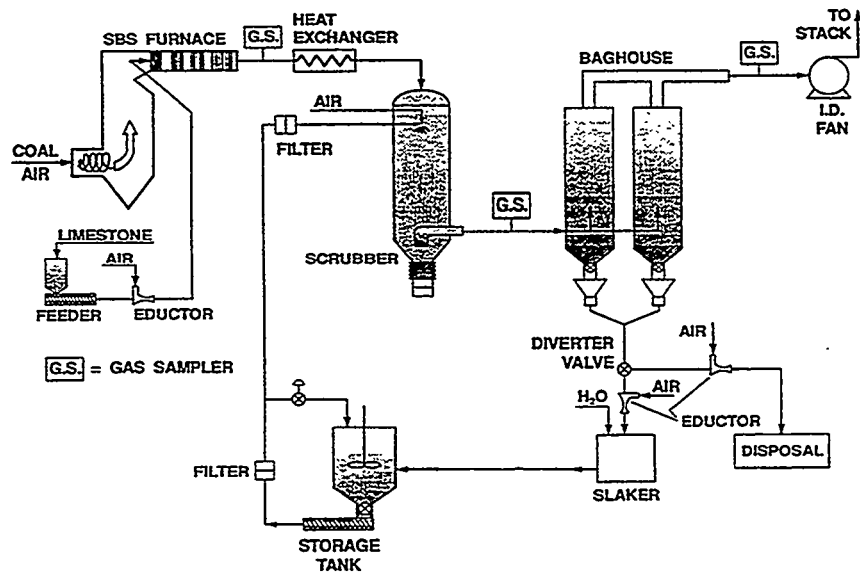 TO
STACK
HEAT
EXCHANGER
SBS FURNACE
G.S.
BAGHOUSE
G.S.
I.D.
FAN
AIR
FILTER
COAL
AIR
G.S.
LIMESTONE
AIR
SCRUBBER
FEEDER
EDUCTOR
DIVERTER
VALVE
AIR
G.S. = GAS SAMPLER
H₂O
AIR
EDUCTOR
DISPOSAL
FILTER
SLAKER
STORAGE
TANK